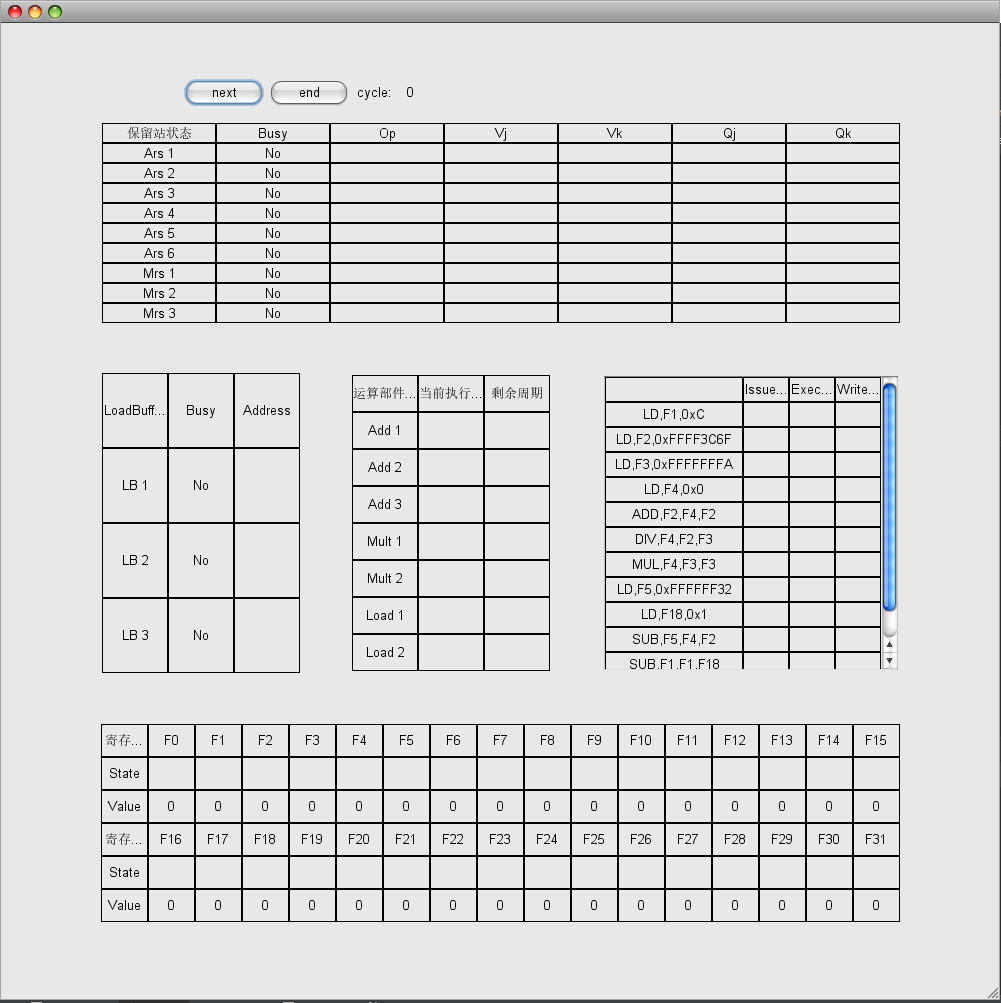 next end cycle: 0
保留站状态 Busy Op Vj Vk Qj Qk
Ars 1 No
Ars 2 No
Ars 3 No
Ars 4 No
Ars 5 No
Ars 6 No
Mrs 1 No
Mrs 2 No
Mrs 3 No
LoadBuff... Busy Address
LB 1 No
LB 2 No
LB 3 No
运算部件... 当前执行... 剩余周期
Add 1
Add 2
Add 3
Mult 1
Mult 2
Load 1
Load 2
Issue... Exec... Write...
LD,F1,0xC
LD,F2,0xFFFF3C6F
LD,F3,0xFFFFFFFA
LD,F4,0x0
ADD,F2,F4,F2
DIV,F4,F2,F3
MUL,F4,F3,F3
LD,F5,0xFFFFFF32
LD,F18,0x1
SUB,F5,F4,F2
SUB,F1,F1,F18
寄存... F0 F1 F2 F3 F4 F5 F6 F7 F8 F9 F10 F11 F12 F13 F14 F15
State
Value 0 0 0 0 0 0 0 0 0 0 0 0 0 0 0 0
寄存... F16 F17 F18 F19 F20 F21 F22 F23 F24 F25 F26 F27 F28 F29 F30 F31
State
Value 0 0 0 0 0 0 0 0 0 0 0 0 0 0 0 0